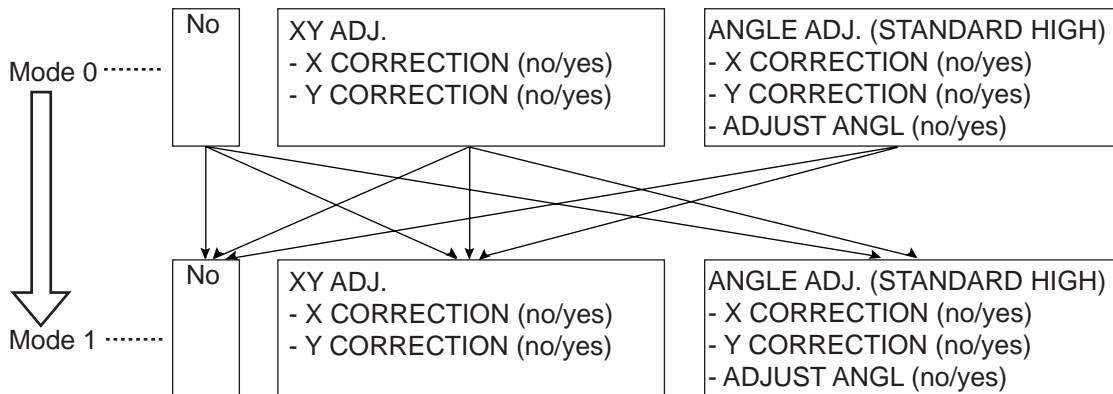 No
XY ADJ.
- X CORRECTION (no/yes)
- Y CORRECTION (no/yes)
ANGLE ADJ. (STANDARD HIGH)
- X CORRECTION (no/yes)
- Y CORRECTION (no/yes)
- ADJUST ANGL (no/yes)
Mode 0
No
XY ADJ.
- X CORRECTION (no/yes)
- Y CORRECTION (no/yes)
ANGLE ADJ. (STANDARD HIGH)
- X CORRECTION (no/yes)
- Y CORRECTION (no/yes)
- ADJUST ANGL (no/yes)
Mode 1